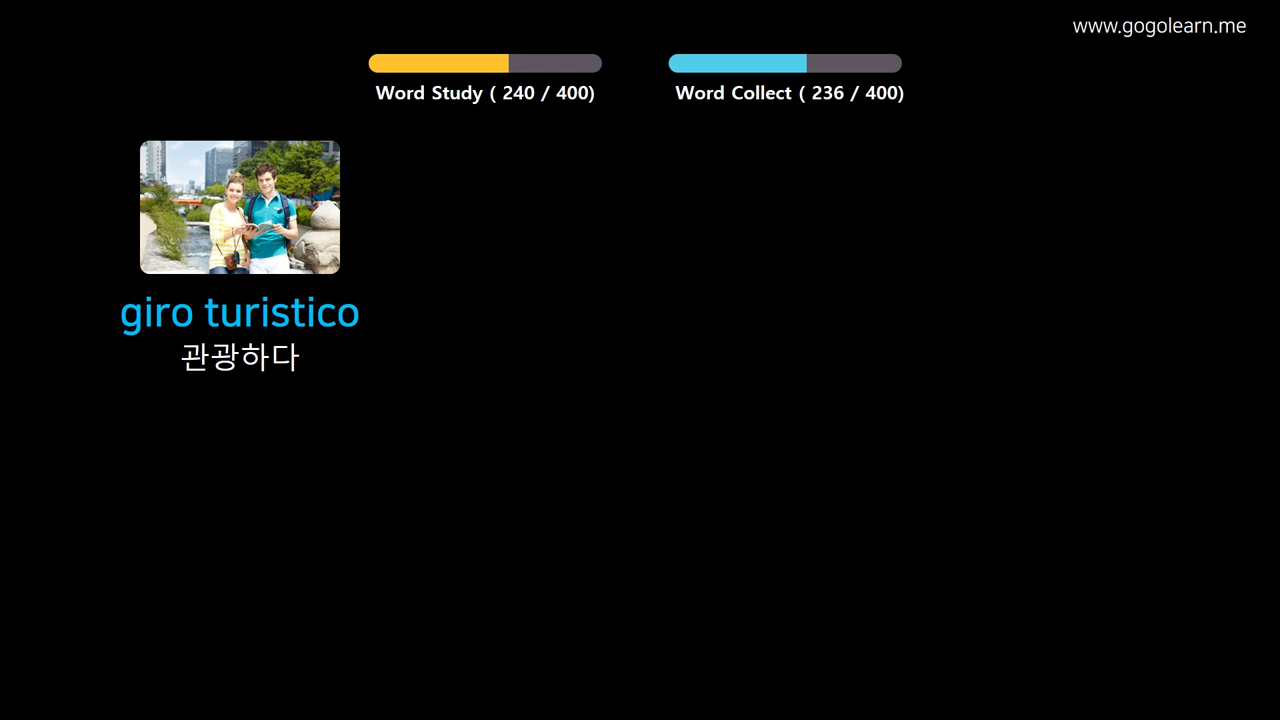 www.gogolearn.me
Word Study ( 240 / 400)
Word Collect ( 236 / 400)
giro turistico
관광하다